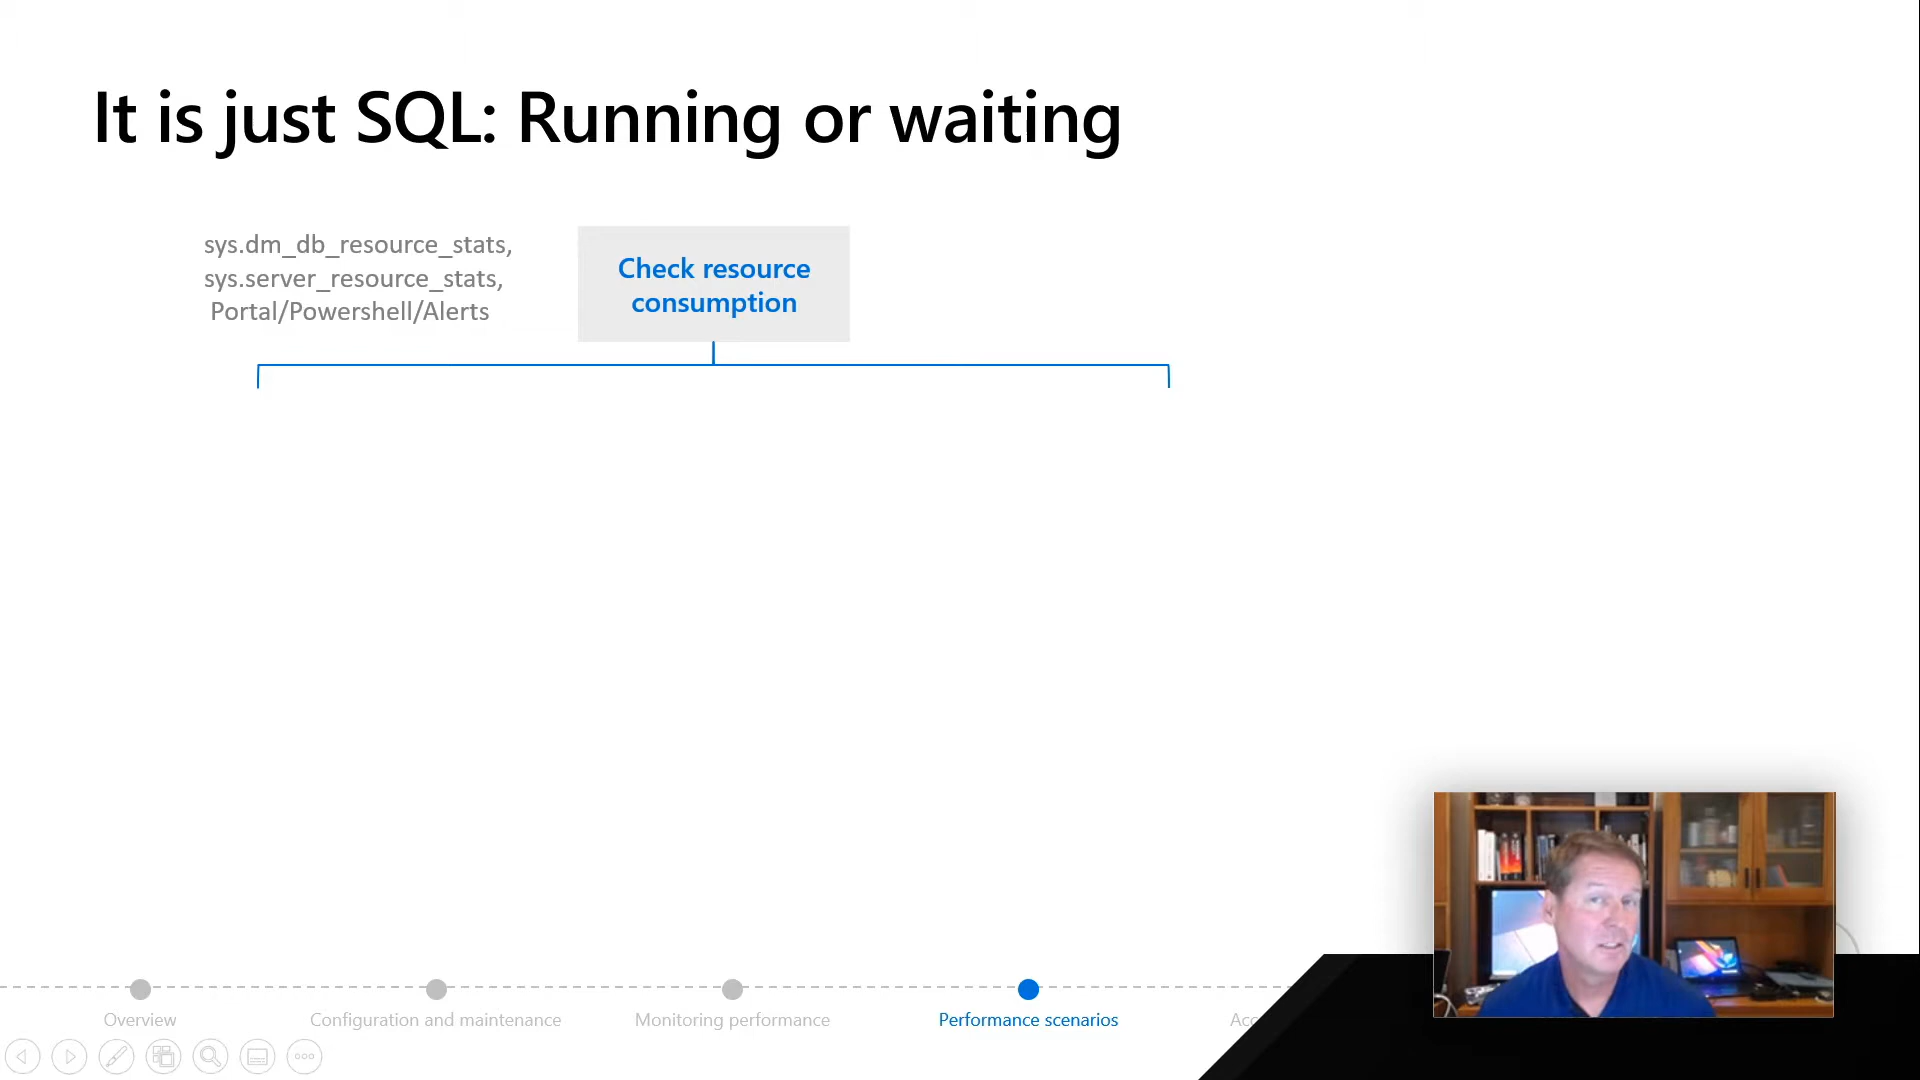 It is just SQL: Running or waiting
sys.dm_db_resource_stats,
sys.server_resource_stats,
Portal/Powershell/Alerts
Check resource
consumption
Overview
Configuration and maintenance
Monitoring performance
Performance scenarios
Acc